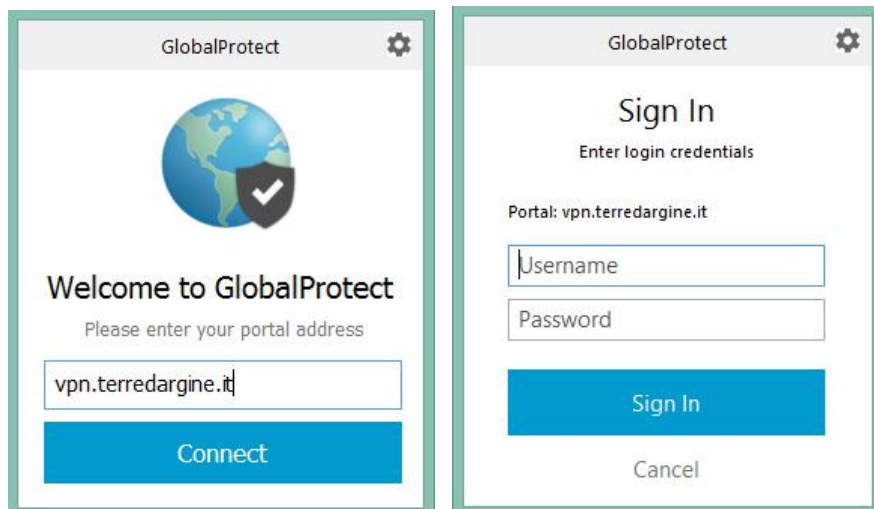 GlobalProtect
Welcome to GlobalProtect
Please enter your portal address
vpn.terredargine.it
Connect
GlobalProtect
Sign In
Enter login credentials
Portal: vpn.terredargine.it
Username
Password
Sign In
Cancel